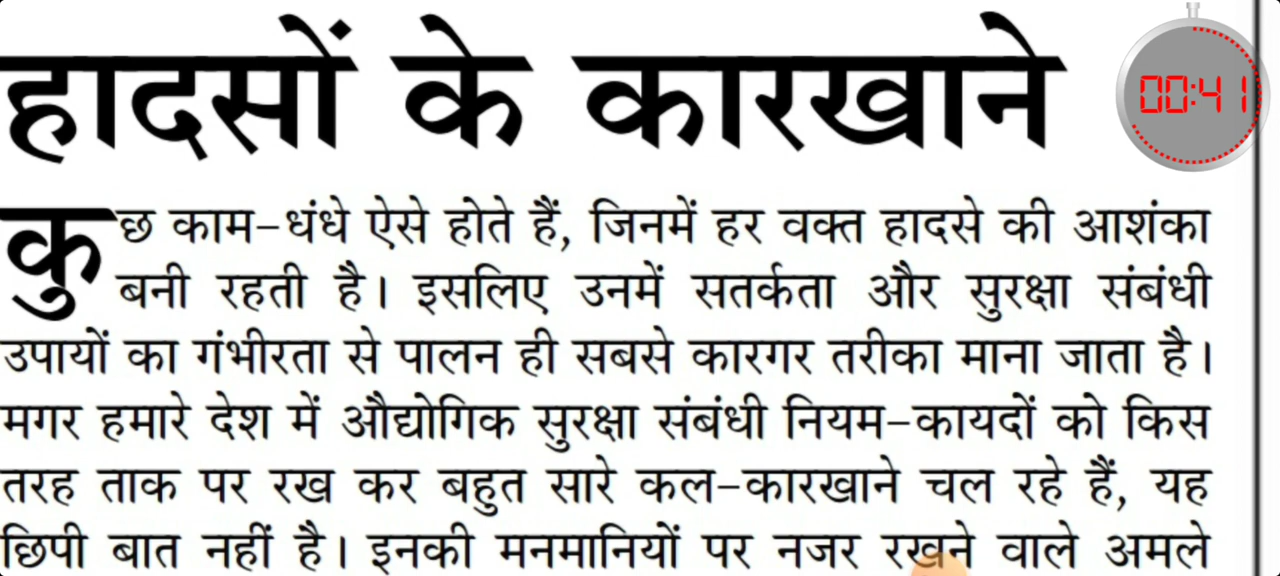 हादसों के कारखाने
00:41
कुछ काम-धंधे ऐसे होते हैं, जिनमें हर वक्त हादसे की आशंका
बनी रहती है। इसलिए उनमें सतर्कता और सुरक्षा संबंधी
उपायों का गंभीरता से पालन ही सबसे कारगर तरीका माना जाता है।
मगर हमारे देश में औद्योगिक सुरक्षा संबंधी नियम-कायदों को किस
तरह ताक पर रख कर बहुत सारे कल-कारखाने चल रहे हैं, यह
छिपी बात नहीं है। इनकी मनमानियों पर नजर रखने वाले अमले